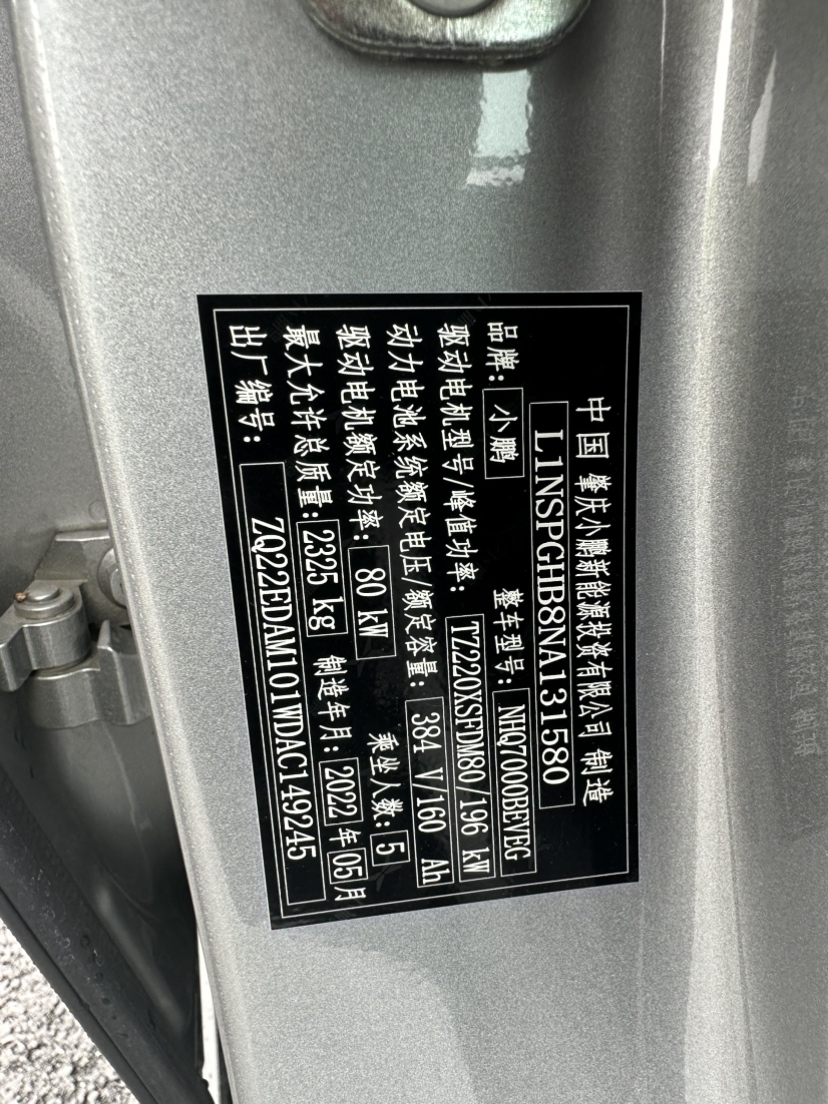 中国 肇庆小鹏新能源投资有限公司 制造
L1NSPGHB8NA131580
品牌: 小鹏 整车型号: NHQ7000BEVEG
驱动电机型号/峰值功率: TZ220XSFDM80/196 kW
动力电池系统额定电压/额定容量: 384 V/160 Ah
驱动电机额定功率: 80 kW 乘坐人数: 5
最大允许总质量: 2325 kg 制造年月: 2022 年 05月
出厂编号: ZQ22EDAM101WDAC149245